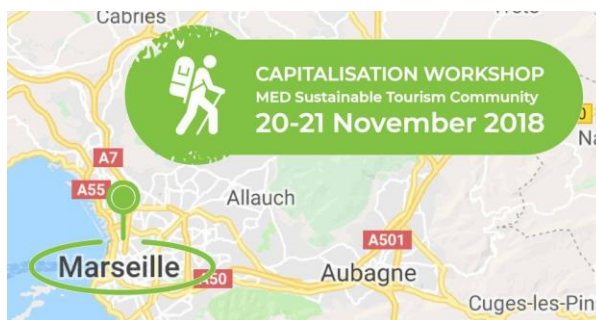 Cabries
CAPITALISATION WORKSHOP
MED Sustainable Tourism Community
20-21 November 2018
A7
A55
Allauch
A501
Marseille
A50
Aubagne
Cuges-les-Pin